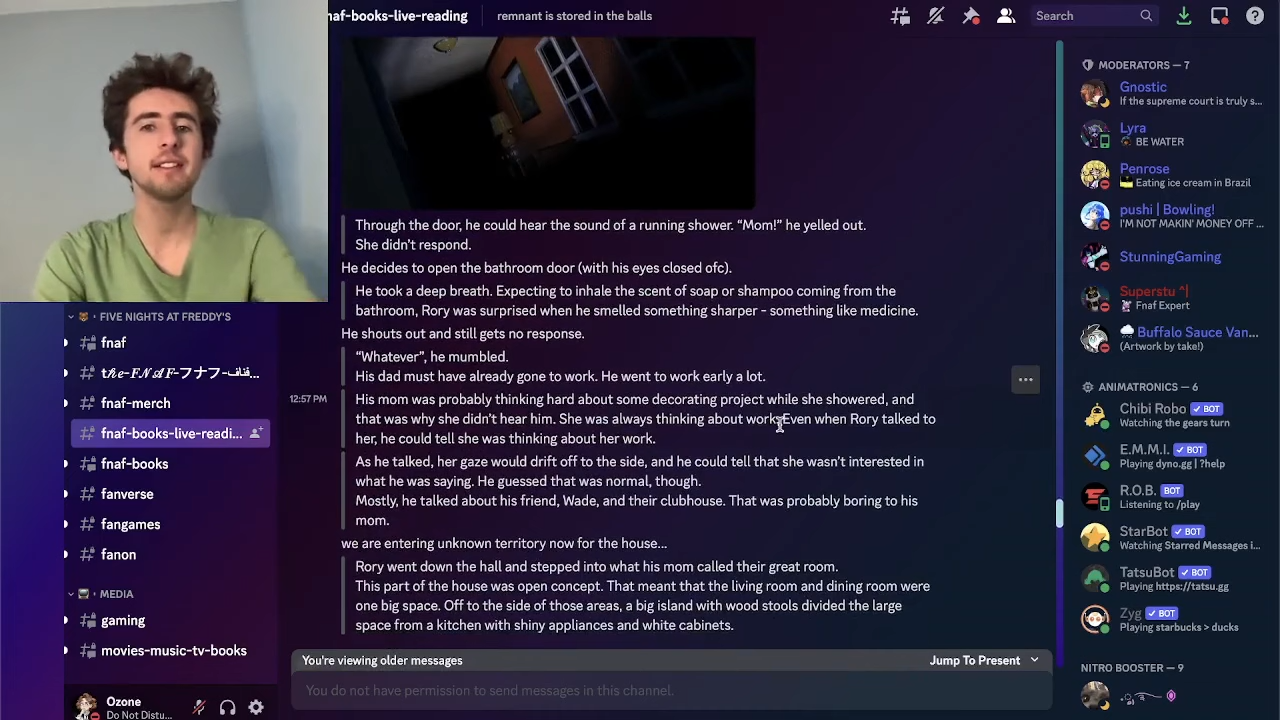 fnaf-books-live-reading
remnant is stored in the balls
Search
FIVE NIGHTS AT FREDDY'S
fnaf
fnaf-merch
fnaf-books-live-readi...
fnaf-books
fanverse
fangames
fanon
MEDIA
gaming
movies-music-tv-books
Ozone
Do Not Distu...
Through the door, he could hear the sound of a running shower. “Mom!” he yelled out.
She didn’t respond.
He decides to open the bathroom door (with his eyes closed ofc).
He took a deep breath. Expecting to inhale the scent of soap or shampoo coming from the
bathroom, Rory was surprised when he smelled something sharper - something like medicine.
He shouts out and still gets no response.
“Whatever”, he mumbled.
His dad must have already gone to work. He went to work early a lot.
12:57 PM
His mom was probably thinking hard about some decorating project while she showered, and
that was why she didn’t hear him. She was always thinking about work. Even when Rory talked to
her, he could tell she was thinking about her work.
As he talked, her gaze would drift off to the side, and he could tell that she wasn’t interested in
what he was saying. He guessed that was normal, though.
Mostly, he talked about his friend, Wade, and their clubhouse. That was probably boring to his
mom.
we are entering unknown territory now for the house...
Rory went down the hall and stepped into what his mom called their great room.
This part of the house was open concept. That meant that the living room and dining room were
one big space. Off to the side of those areas, a big island with wood stools divided the large
space from a kitchen with shiny appliances and white cabinets.
You're viewing older messages
Jump To Present
You do not have permission to send messages in this channel.
MODERATORS — 7
Gnostic
If the supreme court is truly s...
Lyra
BE WATER
Penrose
Eating ice cream in Brazil
pushi | Bowling!
I'M NOT MAKIN' MONEY OFF ...
StunningGaming
Superstu ^|
Fnaf Expert
Buffalo Sauce Van...
(Artwork by take!)
ANIMATRONICS — 6
Chibi Robo BOT
Watching the gears turn
E.M.M.I. BOT
Playing dyno.gg | ?help
R.O.B. BOT
Listening to /play
StarBot BOT
Watching Starred Messages i...
TatsuBot BOT
Playing https://tatsu.gg
Zyg BOT
Playing starbucks > ducks
NITRO BOOSTER — 9